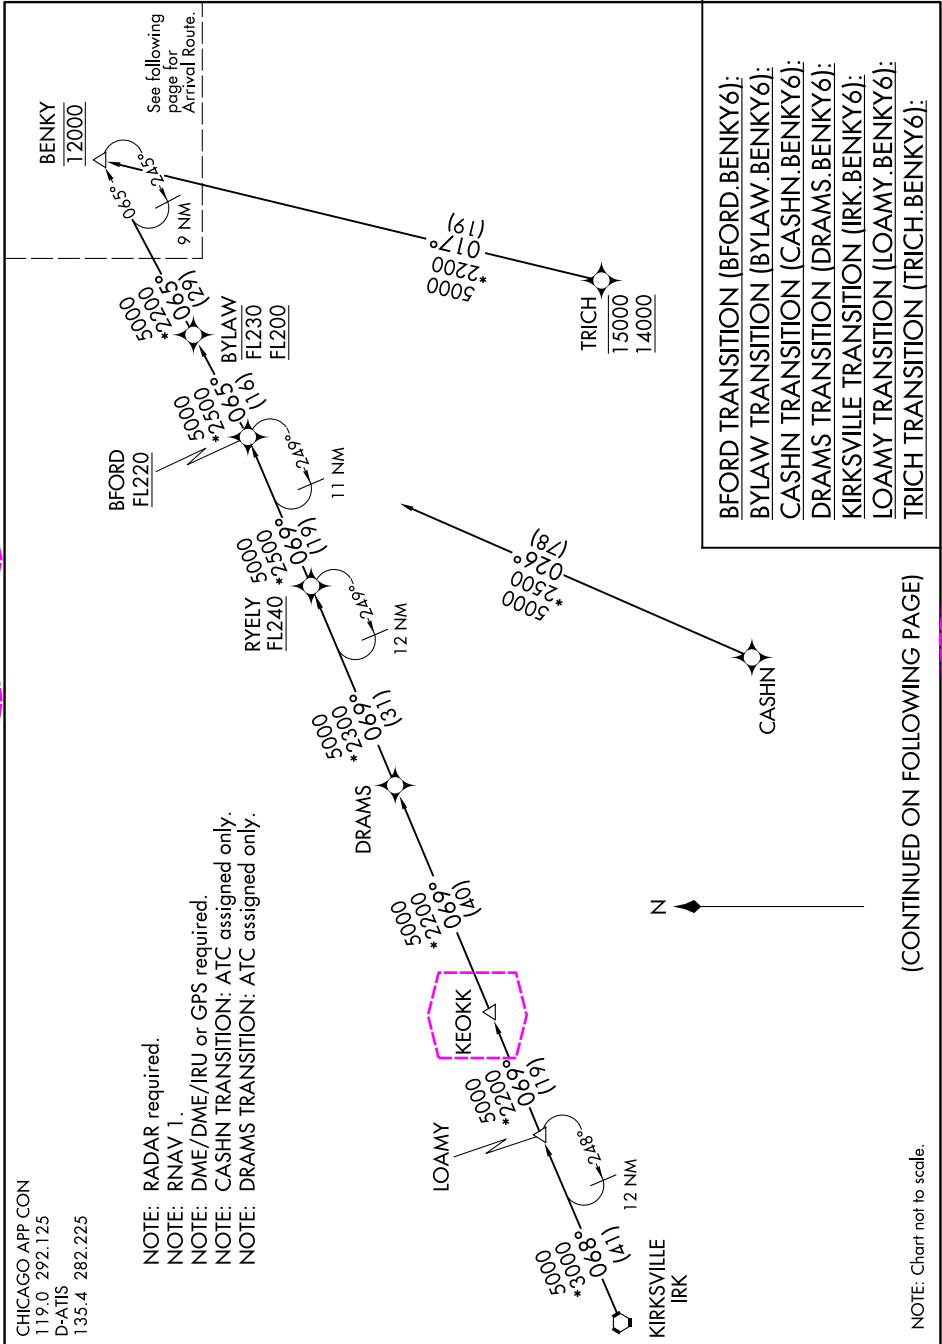 CHICAGO APP CON
119.0 292.125
D-ATIS
135.4 282.225
NOTE: RADAR required.
NOTE: RNAV 1.
NOTE: DME/DME/IRU or GPS required.
NOTE: CASHN TRANSITION: ATC assigned only.
NOTE: DRAMS TRANSITION: ATC assigned only.
BENKY
12000
See following
page for
Arrival Route.
065°
245°
9 NM
5000
*2200
065°
(29)
BYLAW
FL230
FL200
5000
*2500
065°
(16)
BFORD
FL220
249°
11 NM
5000
*2500
069°
(19)
RYELY
FL240
249°
12 NM
5000
*2300
069°
(31)
DRAMS
5000
*2200
069°
(40)
KEOKK
5000
*2200
069°
(19)
LOAMY
248°
12 NM
5000
*3000
068°
(41)
KIRKSVILLE
IRK
5000
*2200
017°
(19)
TRICH
15000
14000
5000
*2500
026°
(78)
CASHN
N
BFORD TRANSITION (BFORD.BENKY6):
BYLAW TRANSITION (BYLAW.BENKY6):
CASHN TRANSITION (CASHN.BENKY6):
DRAMS TRANSITION (DRAMS.BENKY6):
KIRKSVILLE TRANSITION (IRK.BENKY6):
LOAMY TRANSITION (LOAMY.BENKY6):
TRICH TRANSITION (TRICH.BENKY6):
(CONTINUED ON FOLLOWING PAGE)
NOTE: Chart not to scale.